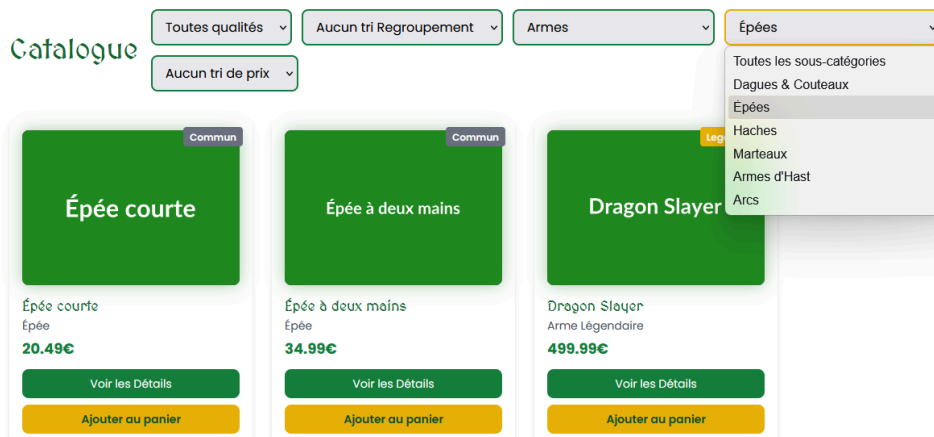 Catalogue
Toutes qualités
Aucun tri Regroupement
Armes
Épées
Aucun tri de prix
Toutes les sous-catégories
Dagues & Couteaux
Épées
Haches
Marteaux
Armes d'Hast
Arcs
Commun
Épée courte
Épée courte
Épée
20.49€
Voir les Détails
Ajouter au panier
Commun
Épée à deux mains
Épée à deux mains
Épée
34.99€
Voir les Détails
Ajouter au panier
Dragon Slayer
Dragon Slayer
Arme Légendaire
499.99€
Voir les Détails
Ajouter au panier